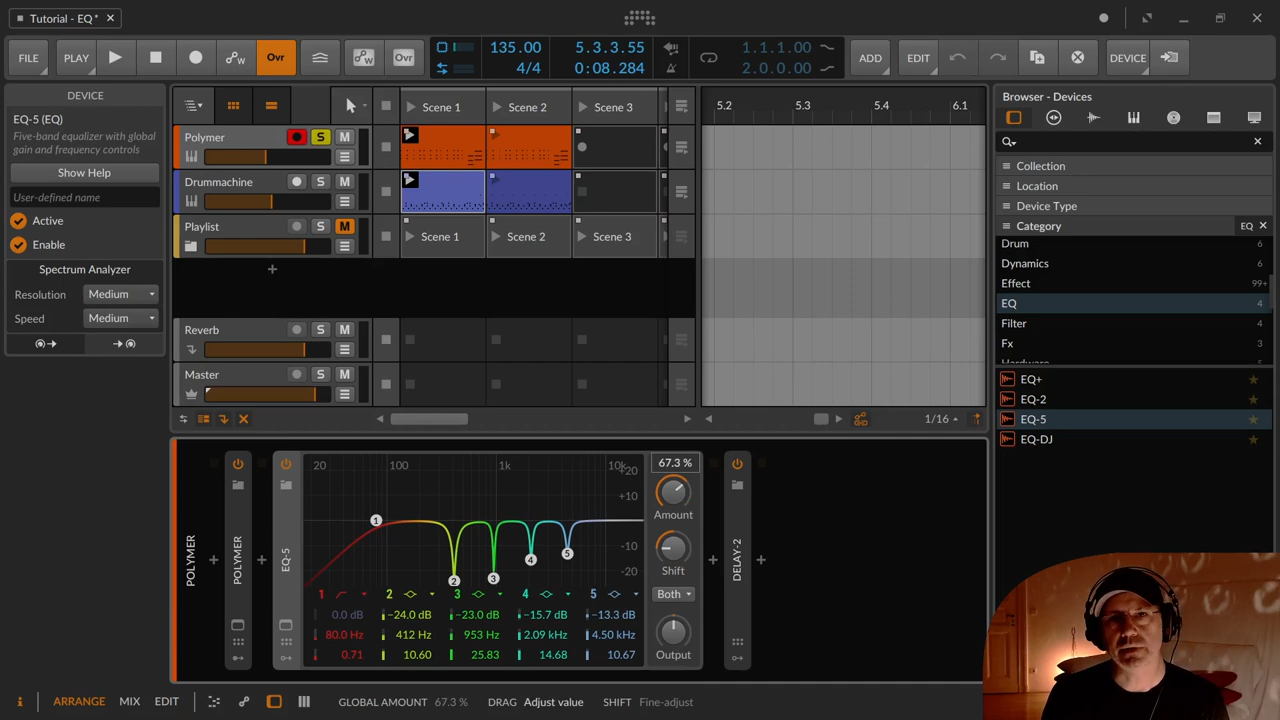 Tutorial - EQ*
FILE PLAY Ovr Ovr 135.00 4/4 5.3.3.55 0:08.284 1.1.1.00 2.0.0.00 ADD EDIT DEVICE
DEVICE
EQ-5 (EQ)
Five-band equalizer with global
gain and frequency controls
Show Help
User-defined name
Active
Enable
Spectrum Analyzer
Resolution Medium
Speed Medium
Scene 1 Scene 2 Scene 3
Polymer S M
Drummachine S M
Playlist S M
Scene 1 Scene 2 Scene 3
Reverb S M
Master S M
5.2 5.3 5.4 6.1
1/16
Browser - Devices
Collection
Location
Device Type
Category EQ
Drum 6
Dynamics 6
Effect 99+
EQ 4
Filter 4
Fx 3
Hardware
EQ+
EQ-2
EQ-5
EQ-DJ
POLYMER
POLYMER
EQ-5
20 100 1k 10k
+20
+10
-10
-20
1 2 3 4 5
1 2 3 4 5
0.0 dB −24.0 dB −23.0 dB −15.7 dB −13.3 dB
80.0 Hz 412 Hz 953 Hz 2.09 kHz 4.50 kHz
0.71 10.60 25.83 14.68 10.67
67.3 %
Amount
Shift
Both
Output
DELAY-2
i ARRANGE MIX EDIT GLOBAL AMOUNT 67.3 % DRAG Adjust value SHIFT Fine-adjust